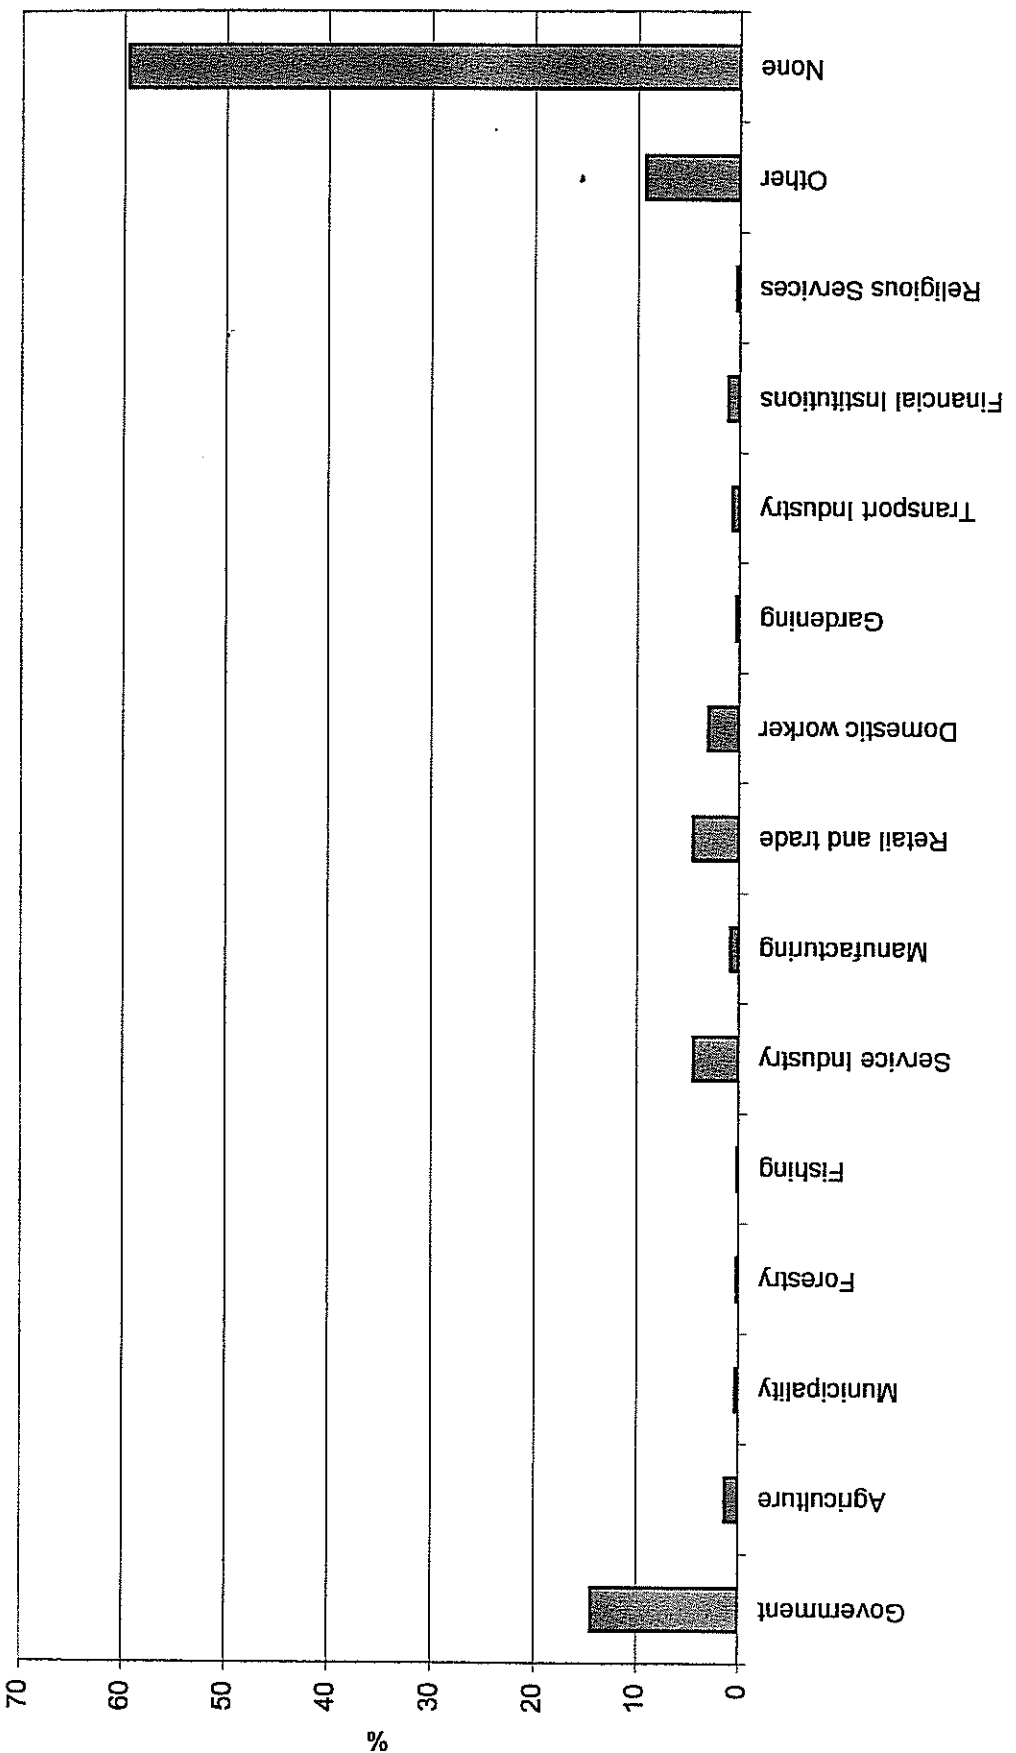 %
70
60
50
40
30
20
10
0
Government
Agriculture
Municipality
Forestry
Fishing
Service Industry
Manufacturing
Retail and trade
Domestic worker
Gardening
Transport Industry
Financial Institutions
Religious Services
Other
None